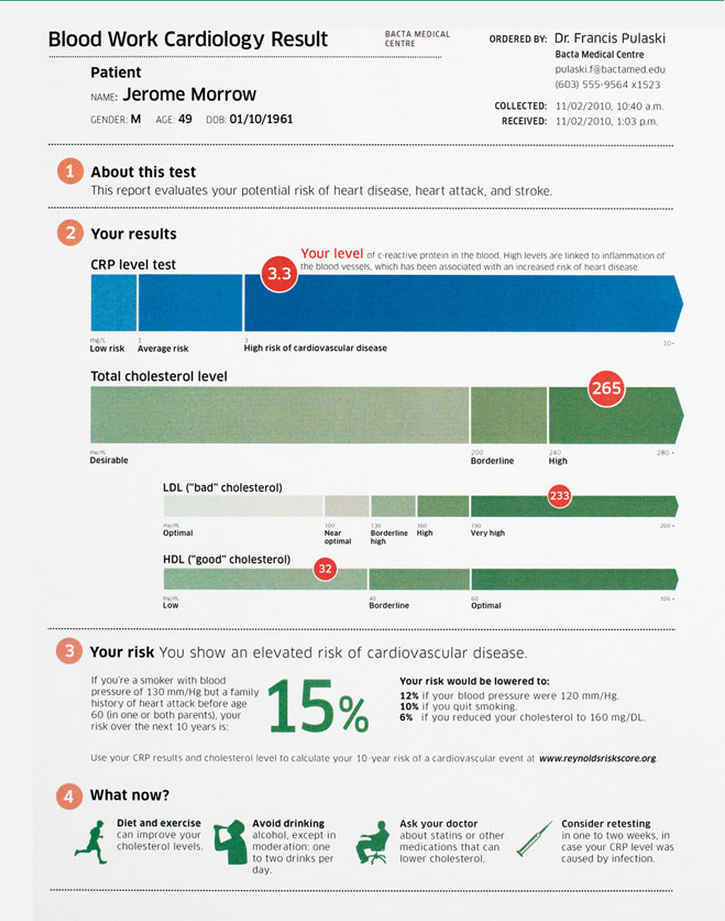 Blood Work Cardiology Result
BACTA MEDICAL
CENTRE
ORDERED BY: Dr. Francis Pulaski
Bacta Medical Centre
pulaski.f@bactamed.edu
(603) 555-9564 x1523
COLLECTED: 11/02/2010, 10:40 a.m.
RECEIVED: 11/02/2010, 1:03 p.m.
Patient
NAME: Jerome Morrow
GENDER: M AGE: 49 DOB: 01/10/1961
1 About this test
This report evaluates your potential risk of heart disease, heart attack, and stroke.
2 Your results
CRP level test
3.3
Your level of c-reactive protein in the blood. High levels are linked to inflammation of
the blood vessels, which has been associated with an increased risk of heart disease.
mg/L 1 3 10+
Low risk Average risk High risk of cardiovascular disease
Total cholesterol level
265
mg/dL 200 240 280 +
Desirable Borderline High
LDL ("bad" cholesterol)
233
mg/dL 100 130 160 190 200 +
Optimal Near Borderline High Very high
optimal high
HDL ("good" cholesterol)
32
mg/dL 40 60 100 +
Low Borderline Optimal
3 Your risk You show an elevated risk of cardiovascular disease.
If you're a smoker with blood
pressure of 130 mm/Hg but a family
history of heart attack before age
60 (in one or both parents), your
risk over the next 10 years is:
15%
Your risk would be lowered to:
12% if your blood pressure were 120 mm/Hg.
10% if you quit smoking.
6% if you reduced your cholesterol to 160 mg/DL.
Use your CRP results and cholesterol level to calculate your 10-year risk of a cardiovascular event at www.reynoldsriskscore.org.
4 What now?
Diet and exercise
can improve your
cholesterol levels.
Avoid drinking
alcohol, except in
moderation: one
to two drinks per
day.
Ask your doctor
about statins or other
medications that can
lower cholesterol.
Consider retesting
in one to two weeks, in
case your CRP level was
caused by infection.